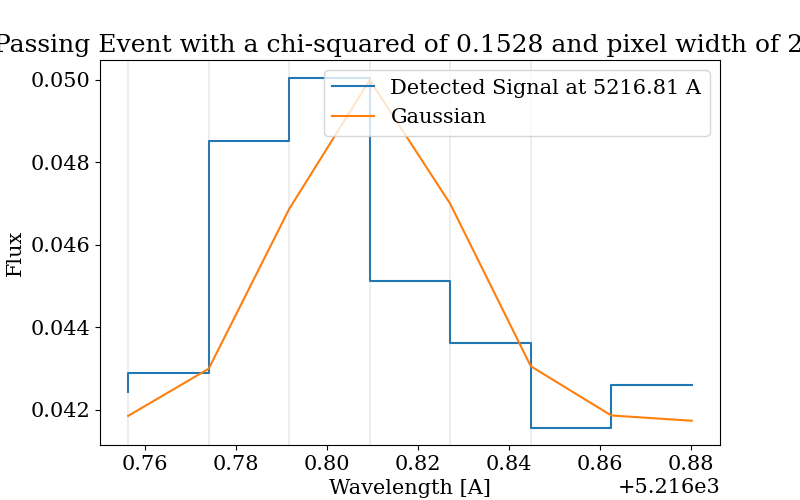 Passing Event with a chi-squared of 0.1528 and pixel width of 2
Detected Signal at 5216.81 A
Gaussian
Flux
0.050
0.048
0.046
0.044
0.042
0.76 0.78 0.80 0.82 0.84 0.86 0.88
+5.216e3
Wavelength [A]